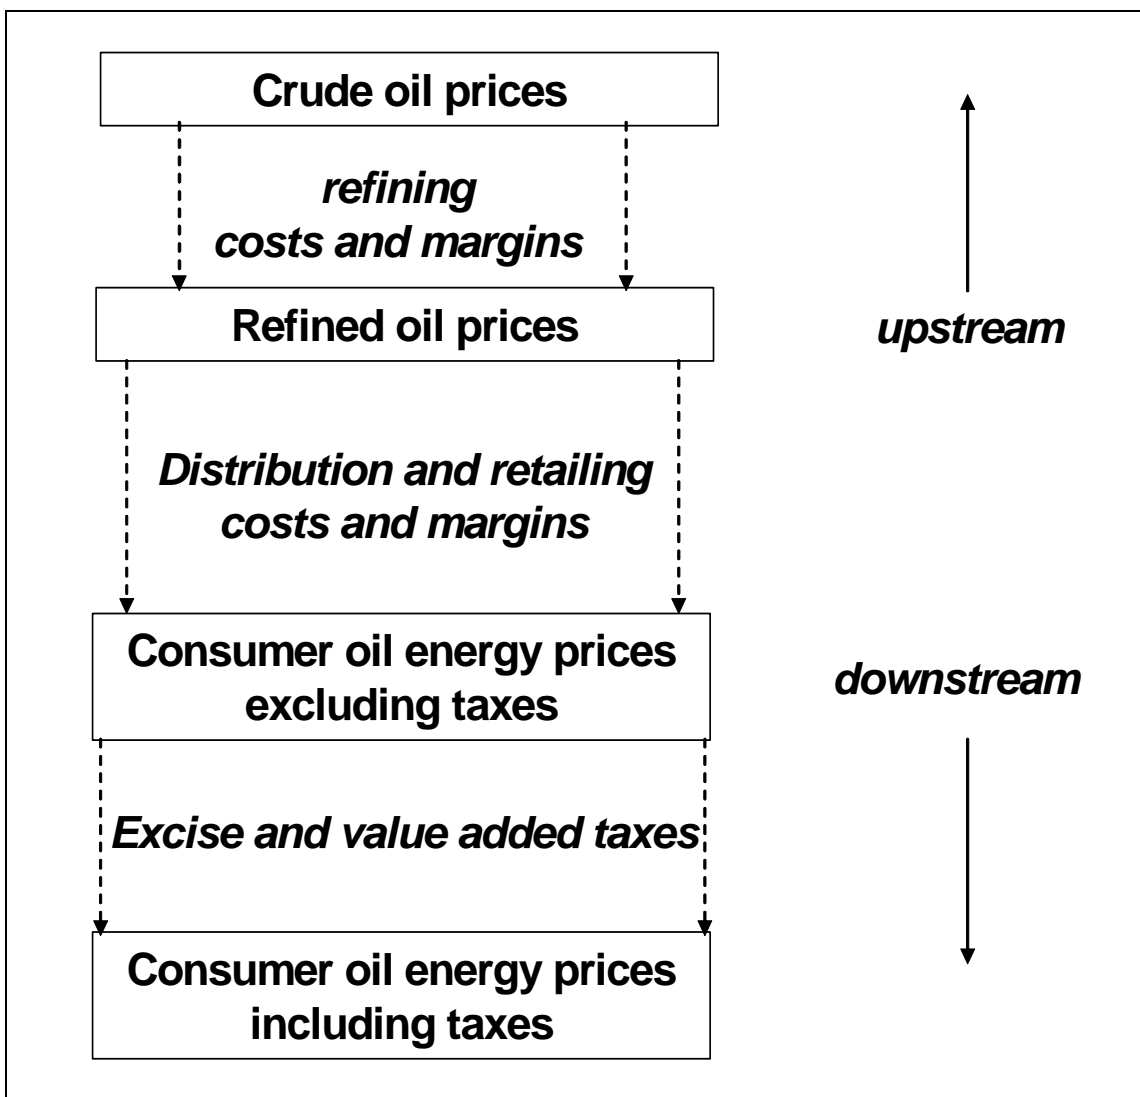 Crude oil prices
refining
costs and margins
Refined oil prices
upstream
Distribution and retailing
costs and margins
Consumer oil energy prices
excluding taxes
downstream
Excise and value added taxes
Consumer oil energy prices
including taxes